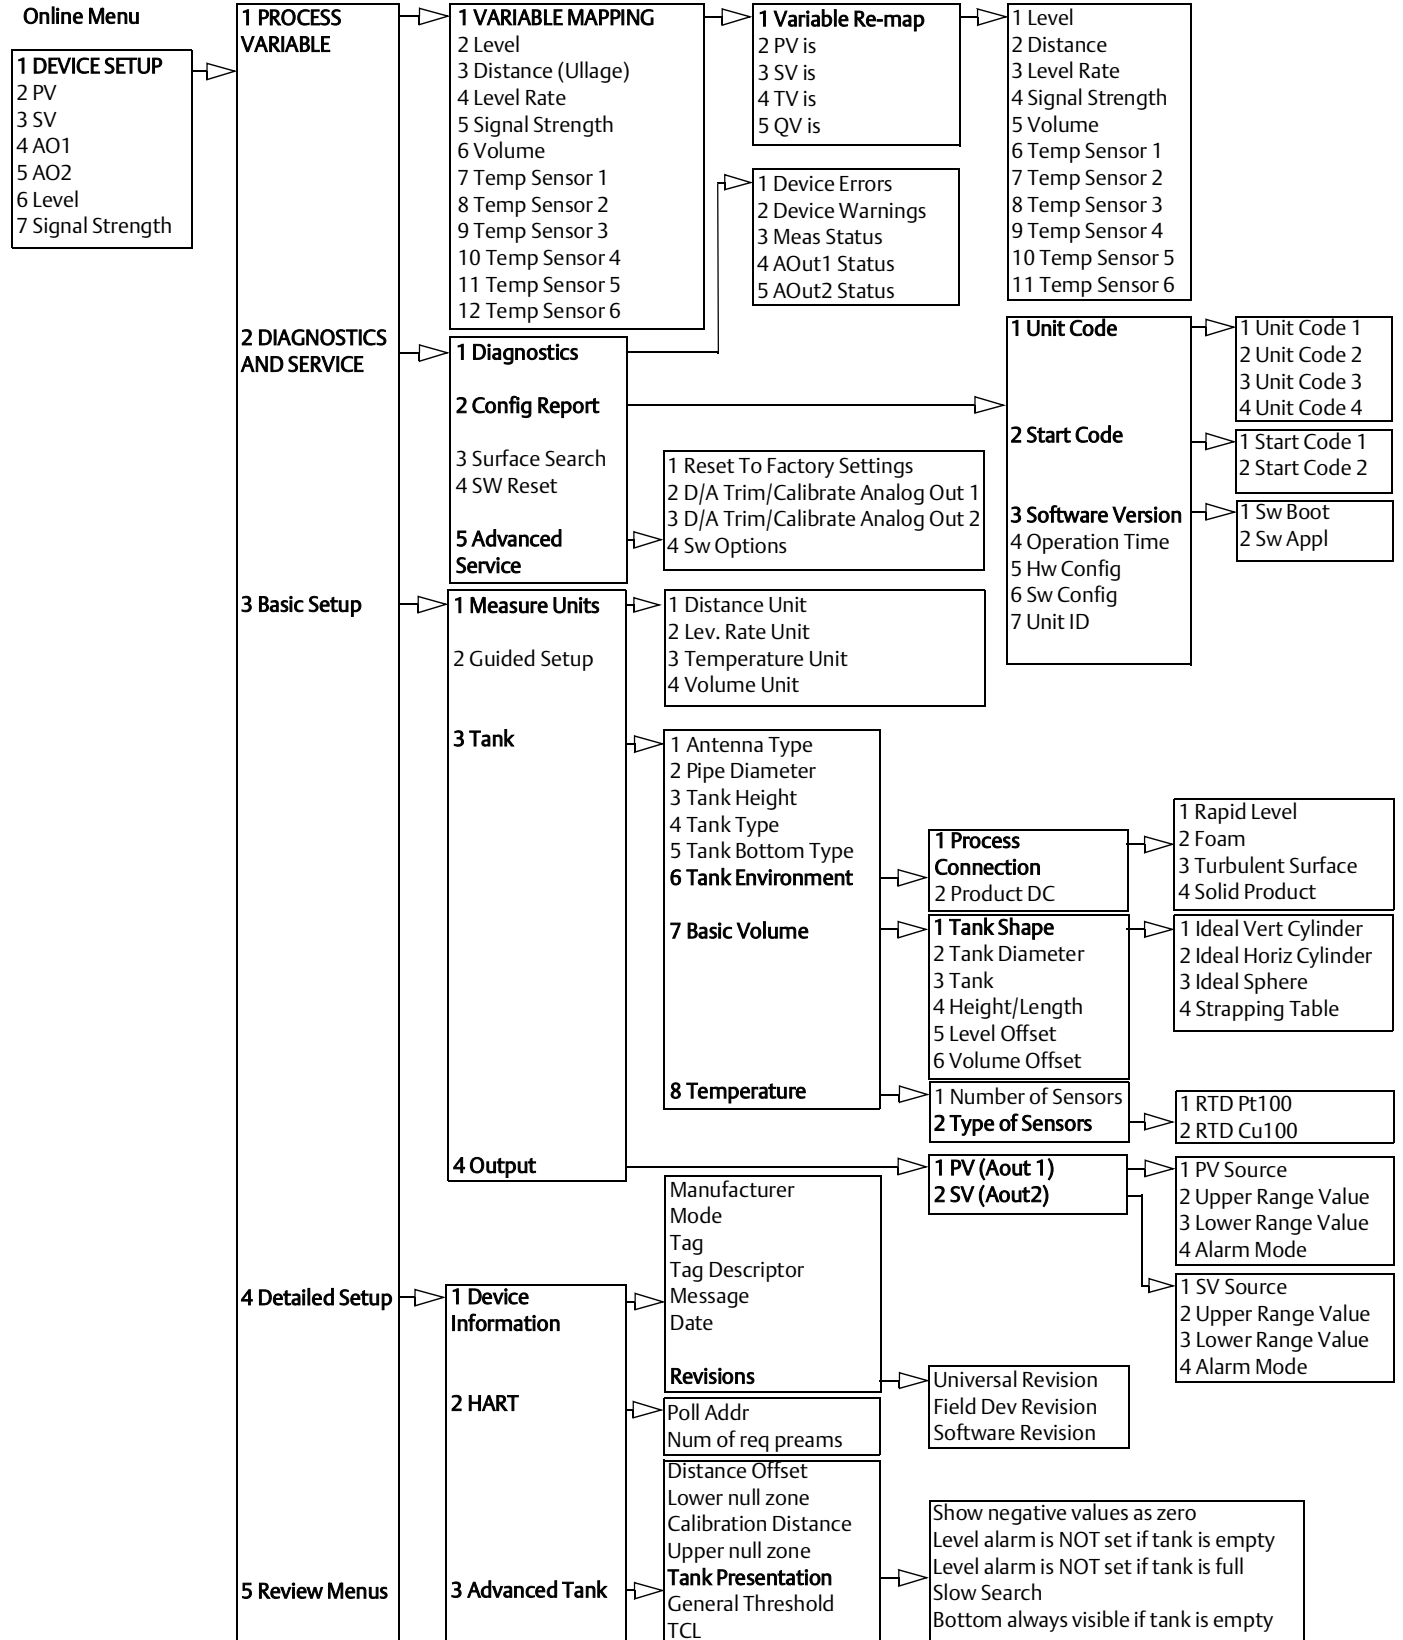 Online Menu
1 DEVICE SETUP
2 PV
3 SV
4 AO1
5 AO2
6 Level
7 Signal Strength
1 PROCESS
VARIABLE
2 DIAGNOSTICS
AND SERVICE
3 Basic Setup
4 Detailed Setup
5 Review Menus
1 VARIABLE MAPPING
2 Level
3 Distance (Ullage)
4 Level Rate
5 Signal Strength
6 Volume
7 Temp Sensor 1
8 Temp Sensor 2
9 Temp Sensor 3
10 Temp Sensor 4
11 Temp Sensor 5
12 Temp Sensor 6
1 Variable Re-map
2 PV is
3 SV is
4 TV is
5 QV is
1 Level
2 Distance
3 Level Rate
4 Signal Strength
5 Volume
6 Temp Sensor 1
7 Temp Sensor 2
8 Temp Sensor 3
9 Temp Sensor 4
10 Temp Sensor 5
11 Temp Sensor 6
1 Diagnostics
2 Config Report
3 Surface Search
4 SW Reset
5 Advanced
Service
1 Device Errors
2 Device Warnings
3 Meas Status
4 AOut1 Status
5 AOut2 Status
1 Unit Code
2 Start Code
3 Software Version
4 Operation Time
5 Hw Config
6 Sw Config
7 Unit ID
1 Unit Code 1
2 Unit Code 2
3 Unit Code 3
4 Unit Code 4
1 Start Code 1
2 Start Code 2
1 Sw Boot
2 Sw Appl
1 Reset To Factory Settings
2 D/A Trim/Calibrate Analog Out 1
3 D/A Trim/Calibrate Analog Out 2
4 Sw Options
1 Measure Units
2 Guided Setup
3 Tank
4 Output
1 Distance Unit
2 Lev. Rate Unit
3 Temperature Unit
4 Volume Unit
1 Antenna Type
2 Pipe Diameter
3 Tank Height
4 Tank Type
5 Tank Bottom Type
6 Tank Environment
7 Basic Volume
8 Temperature
1 Process
Connection
2 Product DC
1 Rapid Level
2 Foam
3 Turbulent Surface
4 Solid Product
1 Tank Shape
2 Tank Diameter
3 Tank
4 Height/Length
5 Level Offset
6 Volume Offset
1 Ideal Vert Cylinder
2 Ideal Horiz Cylinder
3 Ideal Sphere
4 Strapping Table
1 Number of Sensors
2 Type of Sensors
1 RTD Pt100
2 RTD Cu100
1 PV (Aout 1)
2 SV (Aout2)
1 PV Source
2 Upper Range Value
3 Lower Range Value
4 Alarm Mode
1 SV Source
2 Upper Range Value
3 Lower Range Value
4 Alarm Mode
1 Device
Information
2 HART
3 Advanced Tank
Manufacturer
Mode
Tag
Tag Descriptor
Message
Date
Revisions
Universal Revision
Field Dev Revision
Software Revision
Poll Addr
Num of req preams
Distance Offset
Lower null zone
Calibration Distance
Upper null zone
Tank Presentation
General Threshold
TCL
Show negative values as zero
Level alarm is NOT set if tank is empty
Level alarm is NOT set if tank is full
Slow Search
Bottom always visible if tank is empty